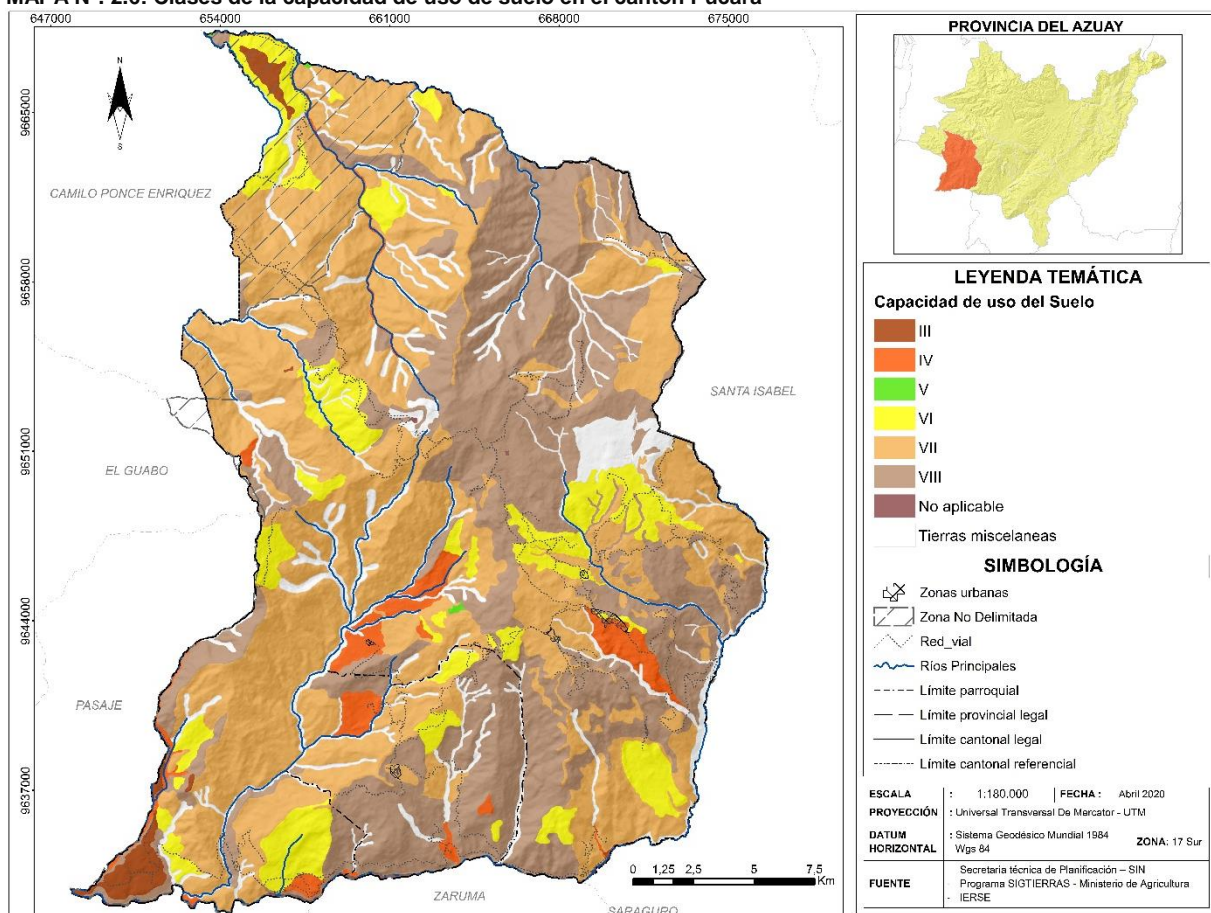 MAPA N°. 2.6: Clases de la capacidad de uso de suelo en el cantón Pucará
647000 654000 661000 668000 675000
PROVINCIA DEL AZUAY
N
S
9665000
9658000
9651000
9644000
9637000
CAMILO PONCE ENRIQUEZ
SANTA ISABEL
EL GUABO
PASAJE
ZARUMA
SARAGURO
0 1,25 2,5 5 7,5
Km
LEYENDA TEMÁTICA
Capacidad de uso del Suelo
III
IV
V
VI
VII
VIII
No aplicable
Tierras miscelaneas
SIMBOLOGÍA
Zonas urbanas
Zona No Delimitada
Red_vial
Ríos Principales
Límite parroquial
Límite provincial legal
Límite cantonal legal
Límite cantonal referencial
ESCALA : 1:180.000 FECHA : Abril 2020
PROYECCIÓN : Universal Transversal De Mercator - UTM
DATUM HORIZONTAL : Sistema Geodésico Mundial 1984 Wgs 84 ZONA: 17 Sur
FUENTE
Secretaria técnica de Planificación – SIN
- Programa SIGTIERRAS - Ministerio de Agricultura
- IERSE